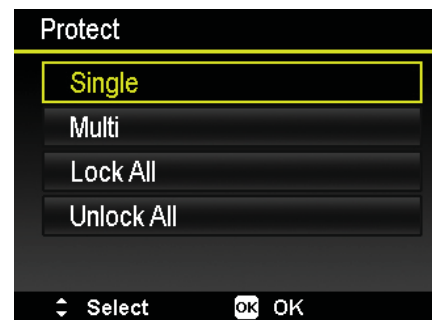 Protect
Single
Multi
Lock All
Unlock All
Select OK OK